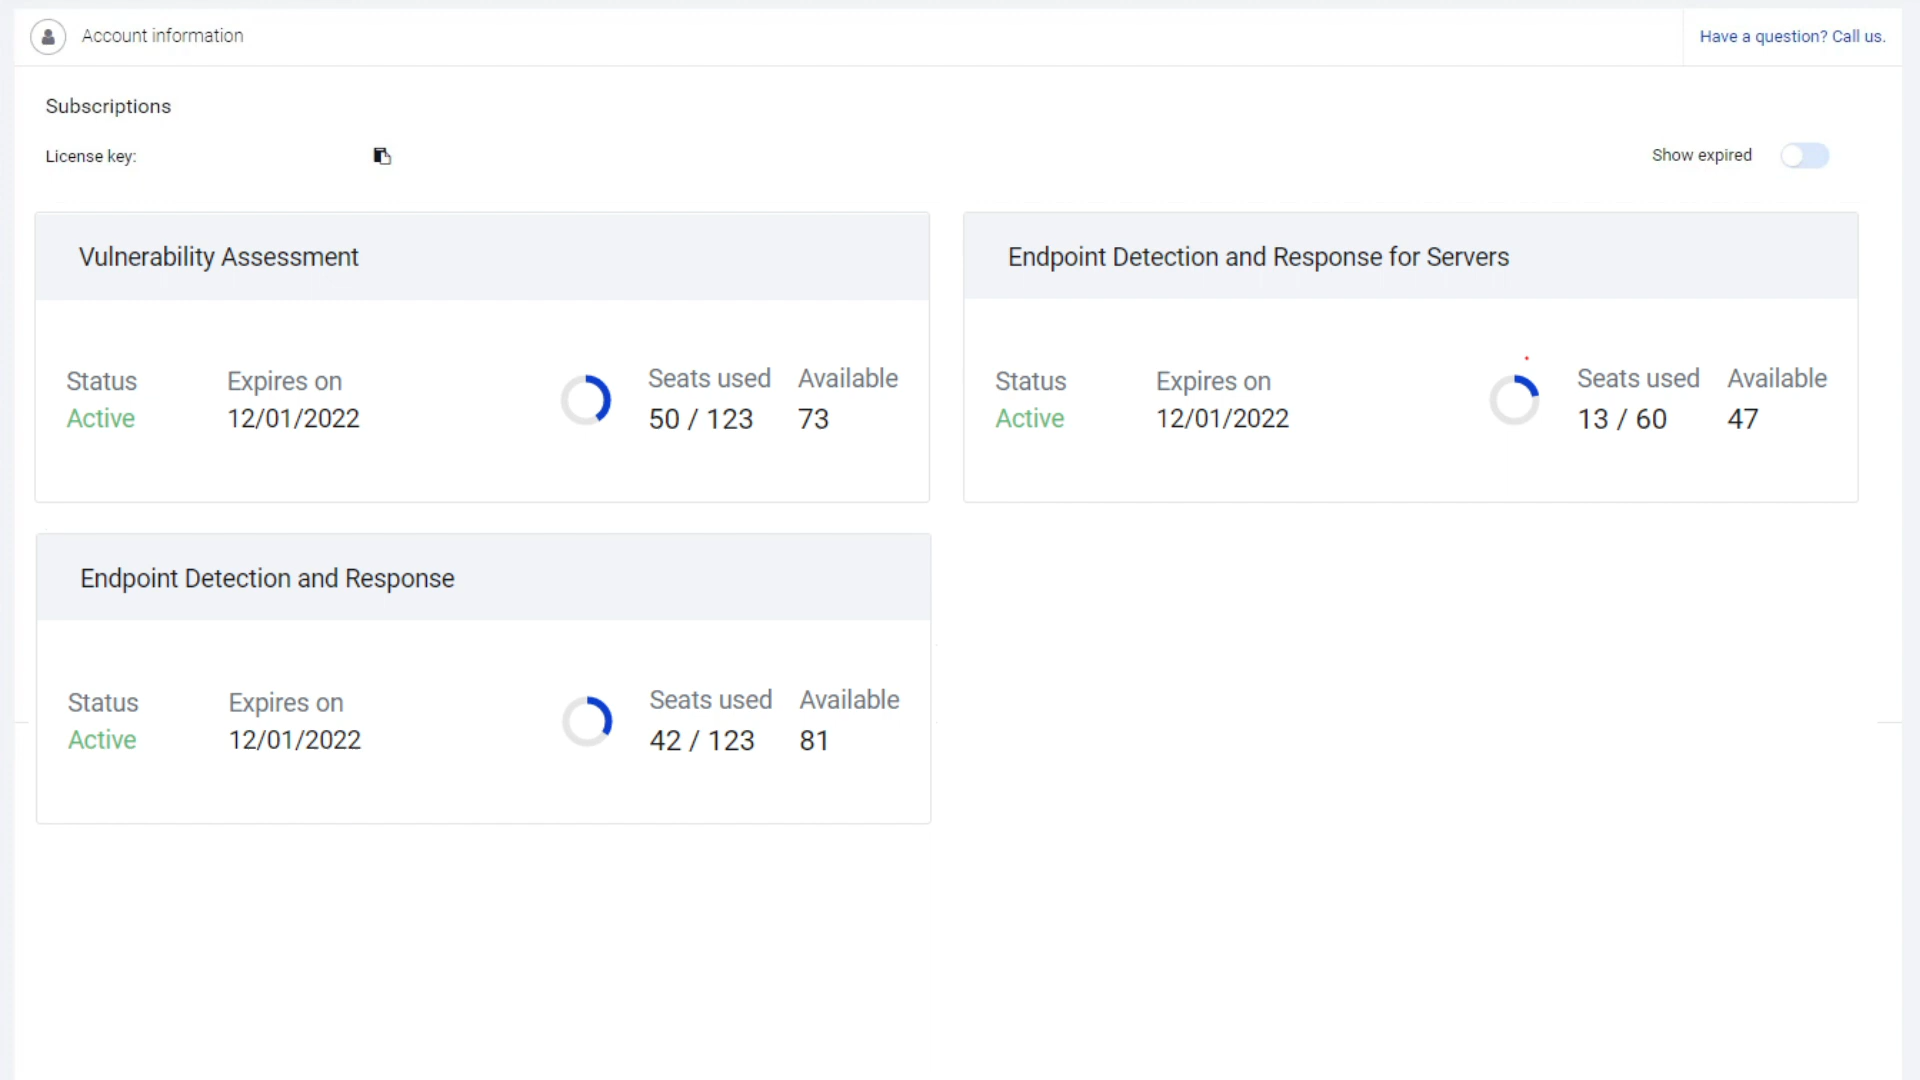 Account information
Have a question? Call us.
Subscriptions
License key:
Show expired
Vulnerability Assessment
Status
Expires on
Seats used
Available
Active
12/01/2022
50 / 123
73
Endpoint Detection and Response for Servers
Status
Expires on
Seats used
Available
Active
12/01/2022
13 / 60
47
Endpoint Detection and Response
Status
Expires on
Seats used
Available
Active
12/01/2022
42 / 123
81